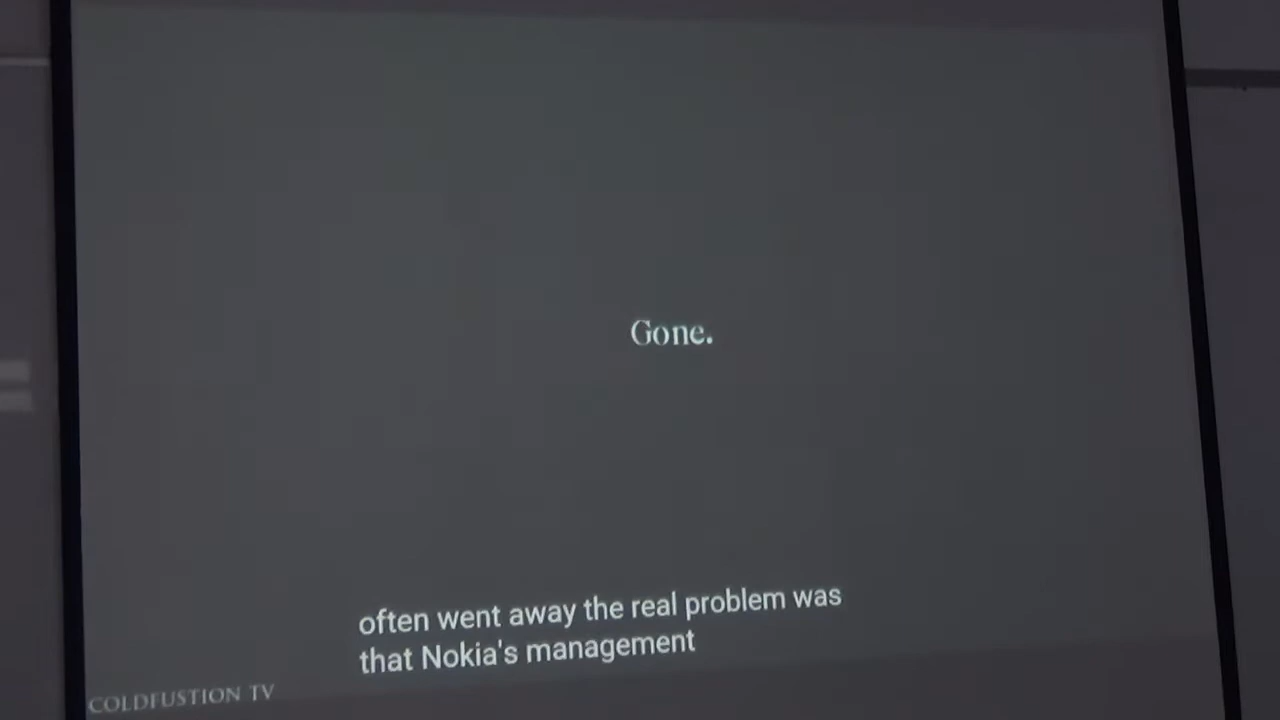 Gone.
often went away the real problem was
that Nokia's management
COLDFUSTION TV